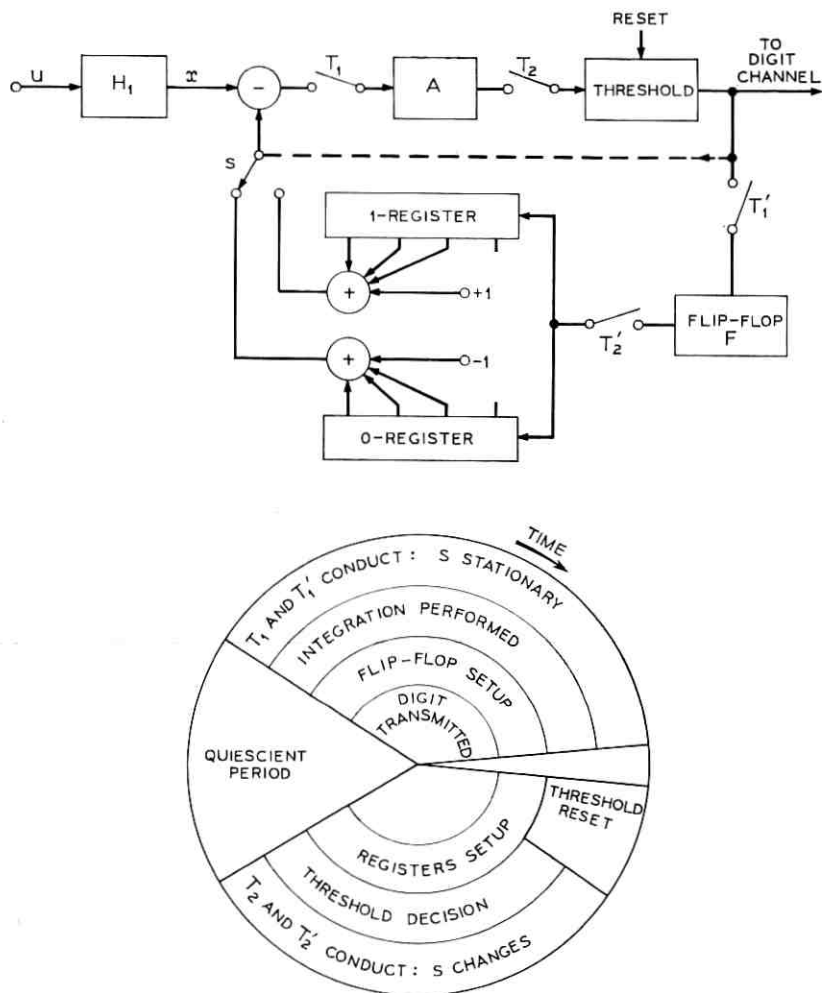 RESET
TO
DIGIT
CHANNEL
u
H₁
x
-
T₁
A
T₂
THRESHOLD
S
T₁'
1-REGISTER
+
+1
T₂'
FLIP-FLOP
F
+
-1
0-REGISTER
TIME
T₁ AND T₁' CONDUCT: S STATIONARY
INTEGRATION PERFORMED
FLIP-FLOP SETUP
DIGIT
TRANSMITTED
QUIESCIENT
PERIOD
THRESHOLD
RESET
REGISTERS SETUP
THRESHOLD DECISION
T₂ AND T₂' CONDUCT: S CHANGES